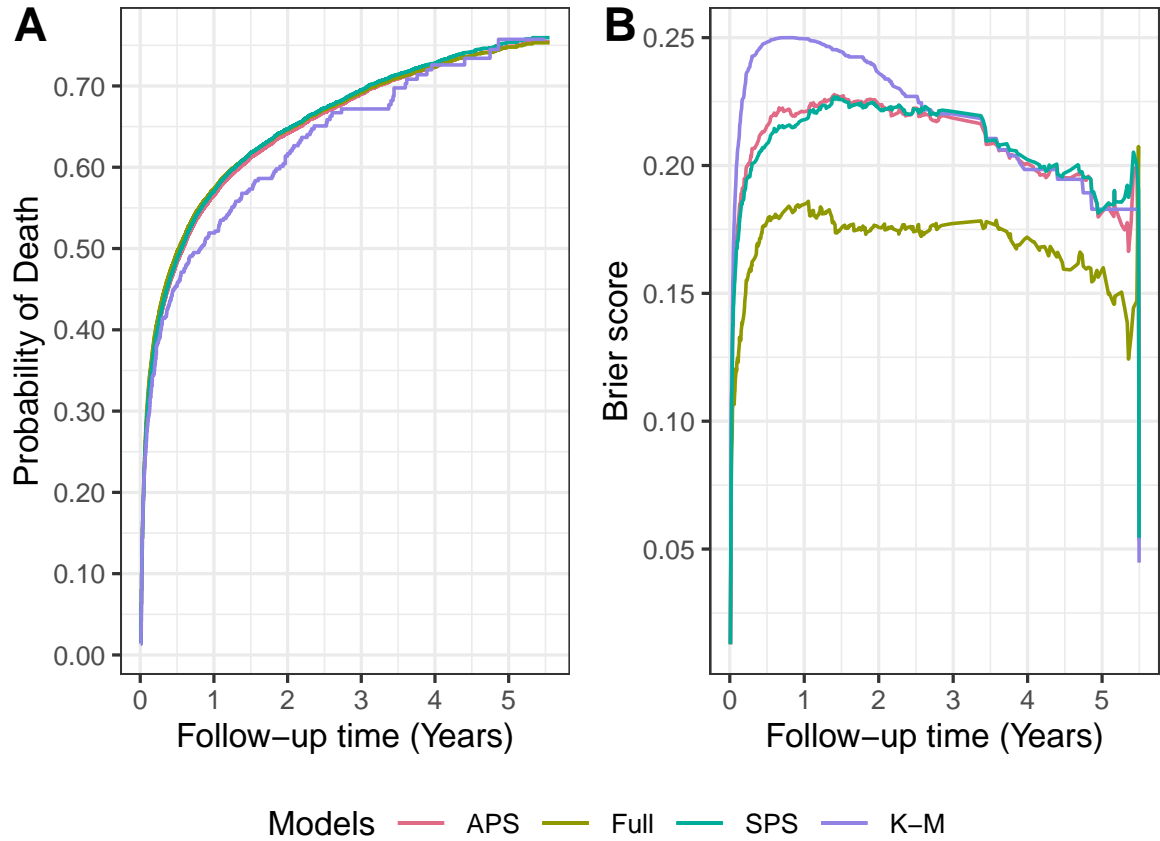 A
Probability of Death
0.70
0.60
0.50
0.40
0.30
0.20
0.10
0.00
0 1 2 3 4 5
Follow−up time (Years)
B
Brier score
0.25
0.20
0.15
0.10
0.05
0 1 2 3 4 5
Follow−up time (Years)
Models APS Full SPS K−M